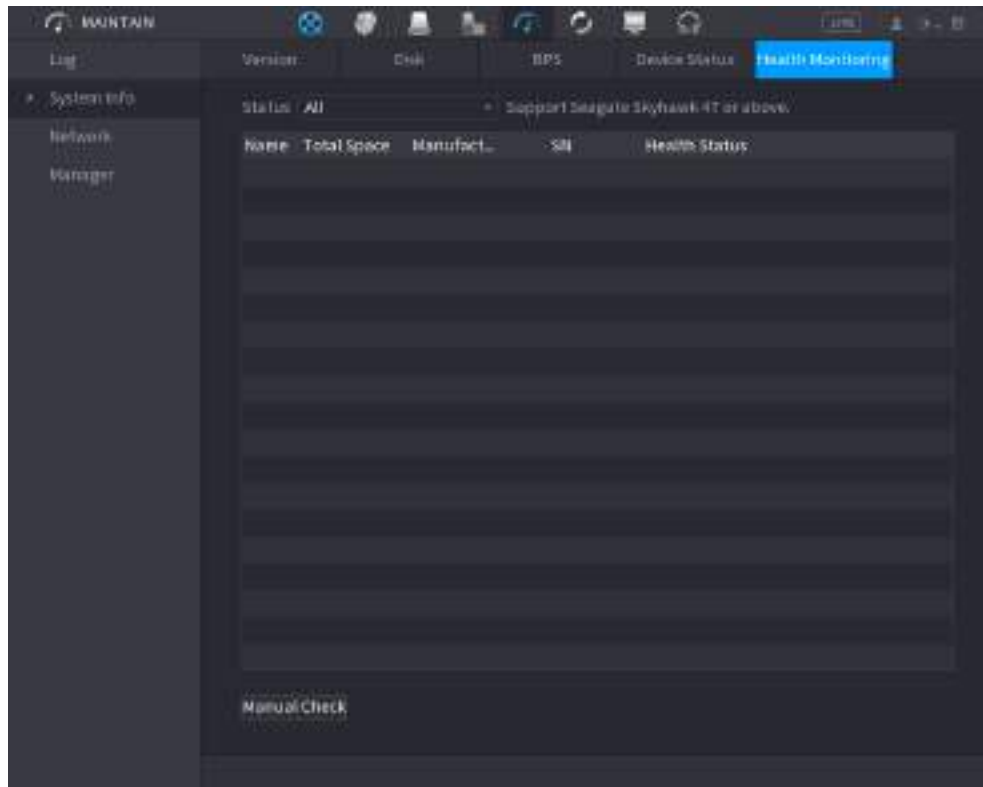 MAINTAIN LIVE
Log Version Disk BPS Device Status Health Monitoring
System Info Status All Support Seagate Skyhawk 4T or above.
Network
Name Total Space Manufact... SN Health Status
Manager
Manual Check